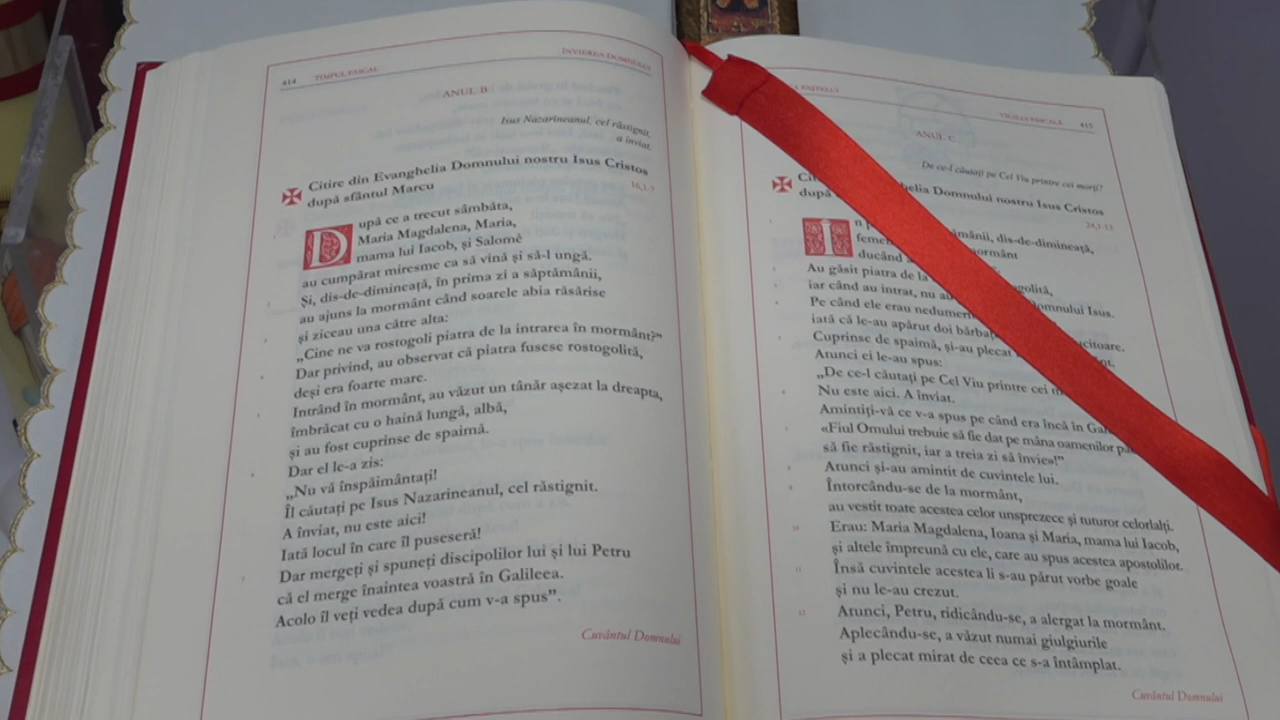 414 TIMPUL PASCAL
ÎNVIEREA DOMNULUI
ANUL B
Isus Nazarineanul, cel răstignit,
a înviat.
Citire din Evanghelia Domnului nostru Isus Cristos
după sfântul Marcu
16,1-7
După ce a trecut sâmbăta,
Maria Magdalena, Maria,
mama lui Iacob, și Salomè
au cumpărat miresme ca să vină și să-l ungă.
Și, dis-de-dimineață, în prima zi a săptămânii,
au ajuns la mormânt când soarele abia răsărise
și ziceau una către alta:
„Cine ne va rostogoli piatra de la intrarea în mormânt?”
Dar privind, au observat că piatra fusese rostogolită,
deși era foarte mare.
Intrând în mormânt, au văzut un tânăr așezat la dreapta,
îmbrăcat cu o haină lungă, albă,
și au fost cuprinse de spaimă.
Dar el le-a zis:
„Nu vă înspăimântați!
Îl căutați pe Isus Nazarineanul, cel răstignit.
A înviat, nu este aici!
Iată locul în care îl puseseră!
7 Dar mergeți și spuneți discipolilor lui și lui Petru
că el merge înaintea voastră în Galileea.
Acolo îl veți vedea după cum v-a spus”.
Cuvântul Domnului
VIGILIA PASCALĂ 415
ANUL C
De ce-l căutați pe Cel Viu printre cei morți?
Domnului nostru Isus Cristos
după
24,1-12
În
dis-de-dimineață,
mormânt
ducând
Au găsit piatra de la
iar când au intrat, nu Domnului Isus.
Pe când ele erau
iată că le-au apărut doi
Cuprinse de spaimă, și-au plecat
Atunci ei le-au spus:
„De ce-l căutați pe Cel Viu printre cei
Nu este aici. A înviat.
Amintiți-vă ce v-a spus pe când era încă în
«Fiul Omului trebuie să fie dat pe mâna oamenilor
să fie răstignit, iar a treia zi să învie»!”
Atunci și-au amintit de cuvintele lui.
Întorcându-se de la mormânt,
au vestit toate acestea celor unsprezece și tuturor celorlalți.
10 Erau: Maria Magdalena, Ioana și Maria, mama lui Iacob,
și altele împreună cu ele, care au spus acestea apostolilor.
11 Însă cuvintele acestea li s-au părut vorbe goale
și nu le-au crezut.
12 Atunci, Petru, ridicându-se, a alergat la mormânt.
Aplecându-se, a văzut numai giulgiurile
și a plecat mirat de ceea ce s-a întâmplat.
Cuvântul Domnului